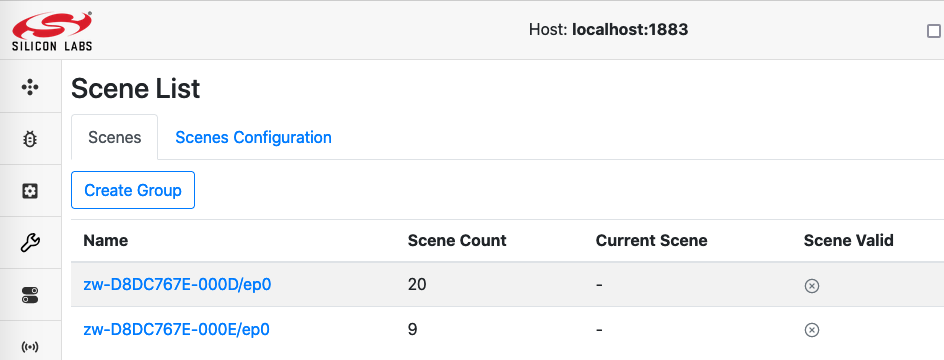 SILICON LABS
Host: localhost:1883
Scene List
Scenes Scenes Configuration
Create Group
Name Scene Count Current Scene Scene Valid
zw-D8DC767E-000D/ep0 20 -
zw-D8DC767E-000E/ep0 9 -